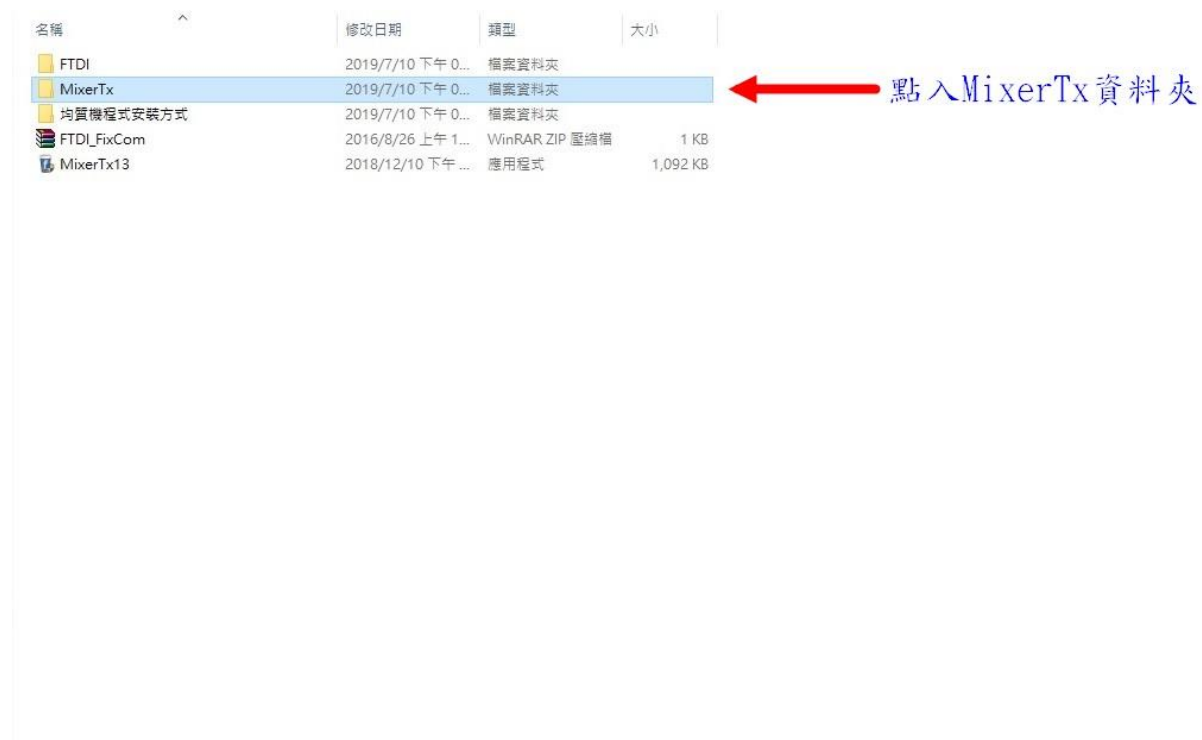 名稱 修改日期 類型 大小
FTDI 2019/7/10 下午 0... 檔案資料夾
MixerTx 2019/7/10 下午 0... 檔案資料夾
點入MixerTx資料夾
均質機程式安裝方式 2019/7/10 下午 0... 檔案資料夾
FTDI_FixCom 2016/8/26 上午 1... WinRAR ZIP 壓縮檔 1 KB
MixerTx13 2018/12/10 下午 ... 應用程式 1,092 KB